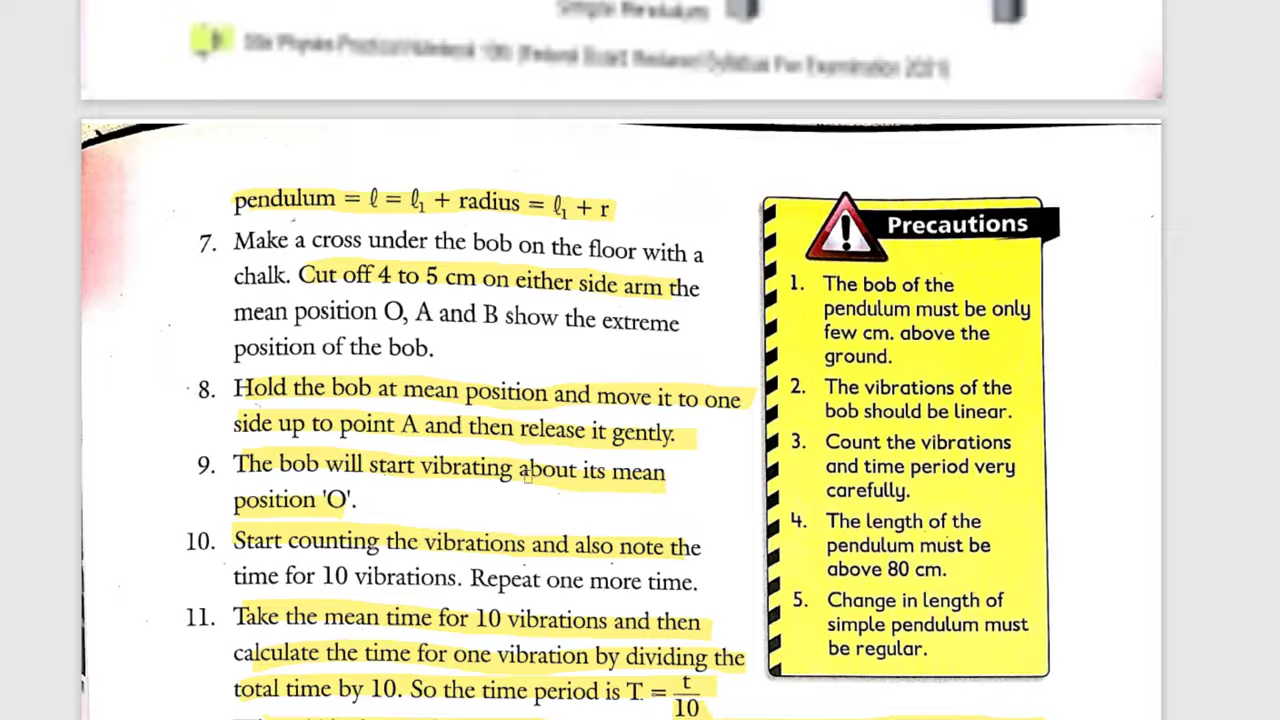 Simple Pendulum
pendulum = ℓ = ℓ₁ + radius = ℓ₁ + r
7. Make a cross under the bob on the floor with a
chalk. Cut off 4 to 5 cm on either side arm the
mean position O, A and B show the extreme
position of the bob.
8. Hold the bob at mean position and move it to one
side up to point A and then release it gently.
9. The bob will start vibrating about its mean
position 'O'.
10. Start counting the vibrations and also note the
time for 10 vibrations. Repeat one more time.
11. Take the mean time for 10 vibrations and then
calculate the time for one vibration by dividing the
total time by 10. So the time period is T = t/10
Precautions
1. The bob of the
pendulum must be only
few cm. above the
ground.
2. The vibrations of the
bob should be linear.
3. Count the vibrations
and time period very
carefully.
4. The length of the
pendulum must be
above 80 cm.
5. Change in length of
simple pendulum must
be regular.